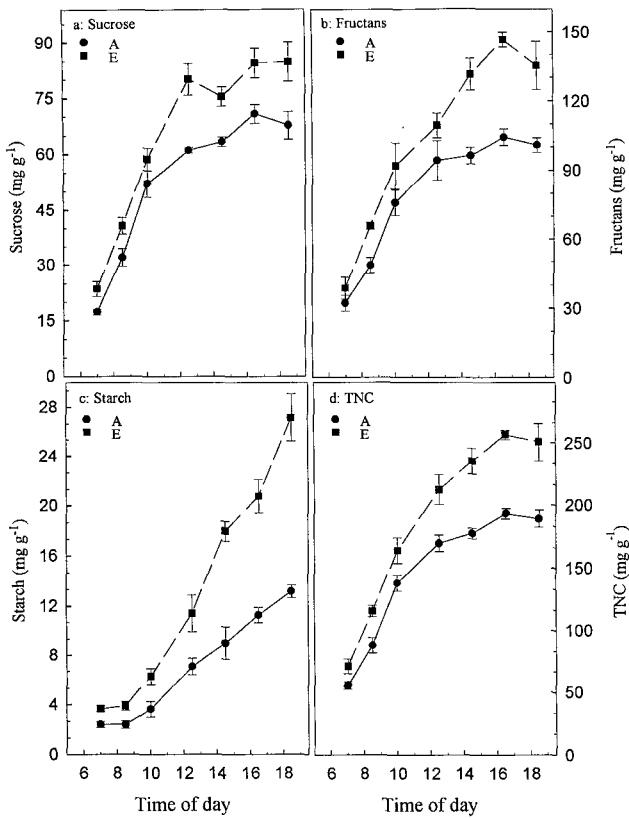 a: Sucrose
A
E
b: Fructans
A
E
90
75
60
45
30
15
0
Sucrose (mg g⁻¹)
150
120
90
60
30
0
Fructans (mg g⁻¹)
c: Starch
A
E
d: TNC
A
E
28
24
20
16
12
8
4
0
Starch (mg g⁻¹)
250
200
150
100
50
0
TNC (mg g⁻¹)
6 8 10 12 14 16 18
6 8 10 12 14 16 18
Time of day
Time of day